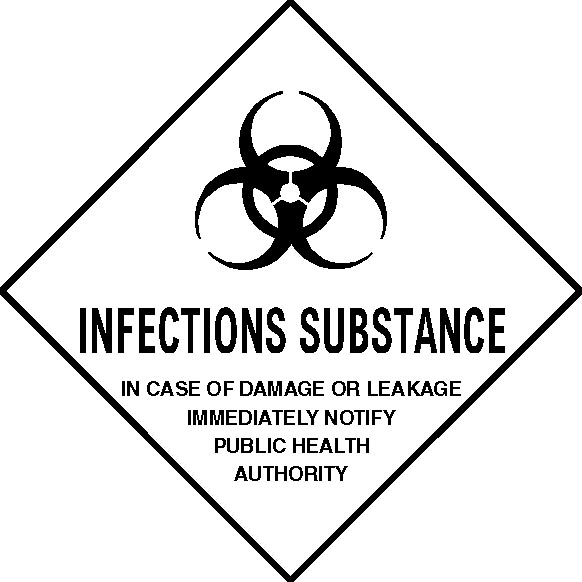 INFECTIONS SUBSTANCE
IN CASE OF DAMAGE OR LEAKAGE
IMMEDIATELY NOTIFY
PUBLIC HEALTH
AUTHORITY